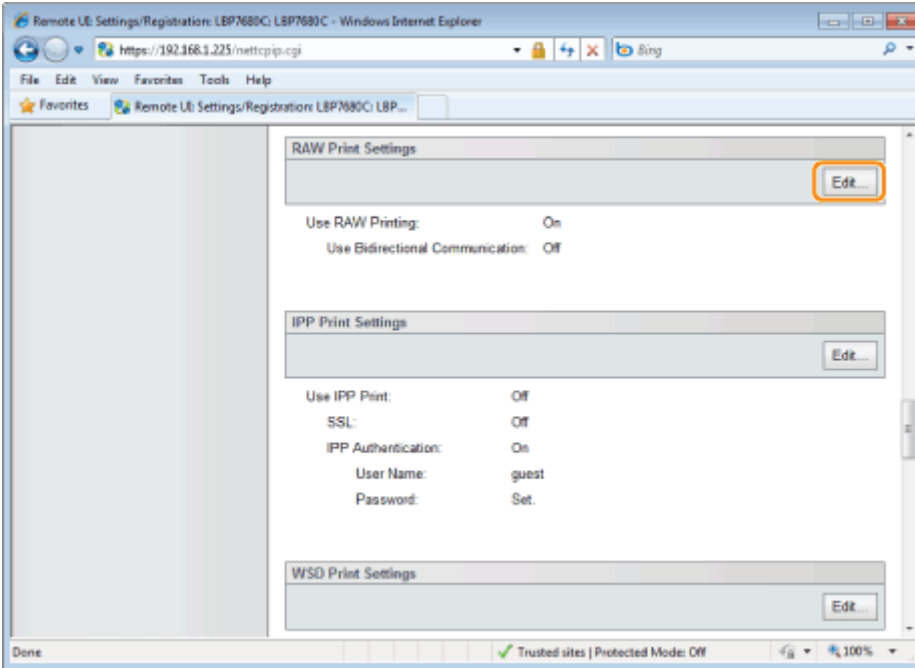 Remote UI: Settings/Registration: LBP7680C: LBP7680C - Windows Internet Explorer
https://192.168.1.225/nettcpip.cgi
Bing
File Edit View Favorites Tools Help
Favorites Remote UI: Settings/Registration: LBP7680C: LBP...
RAW Print Settings
Edit...
Use RAW Printing: On
Use Bidirectional Communication: Off
IPP Print Settings
Edit...
Use IPP Print: Off
SSL: Off
IPP Authentication: On
User Name: guest
Password: Set.
WSD Print Settings
Edit...
Done Trusted sites | Protected Mode: Off 100%